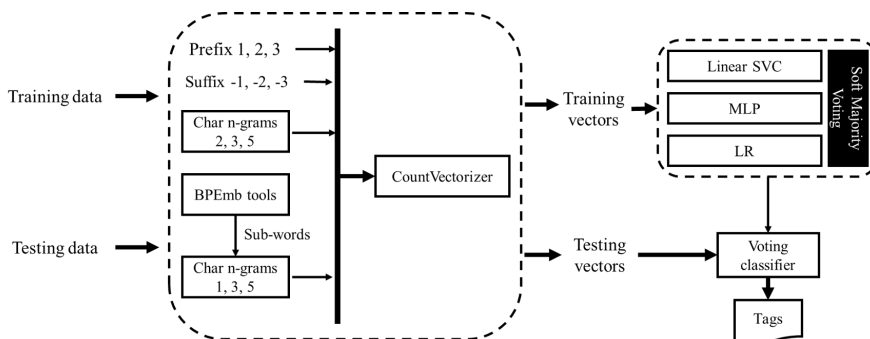 Prefix 1, 2, 3
Suffix -1, -2, -3
Training data
Char n-grams
2, 3, 5
BPEmb tools
Sub-words
Testing data
Char n-grams
1, 3, 5
CountVectorizer
Training
vectors
Testing
vectors
Linear SVC
MLP
LR
Soft Majority
Voting
Voting
classifier
Tags